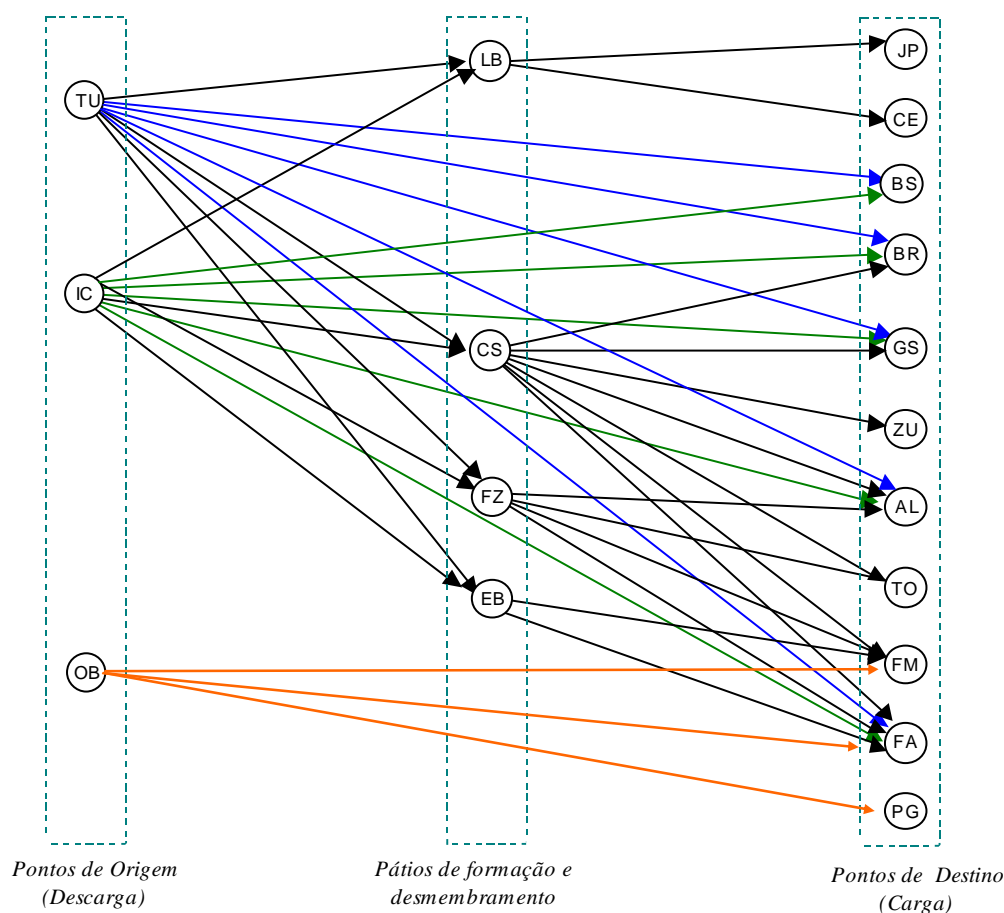 TU
IC
OB
LB
CS
FZ
EB
JP
CE
BS
BR
GS
ZU
AL
TO
FM
FA
PG
Pontos de Origem
(Descarga)
Pátios de formação e
desmembramento
Pontos de Destino
(Carga)